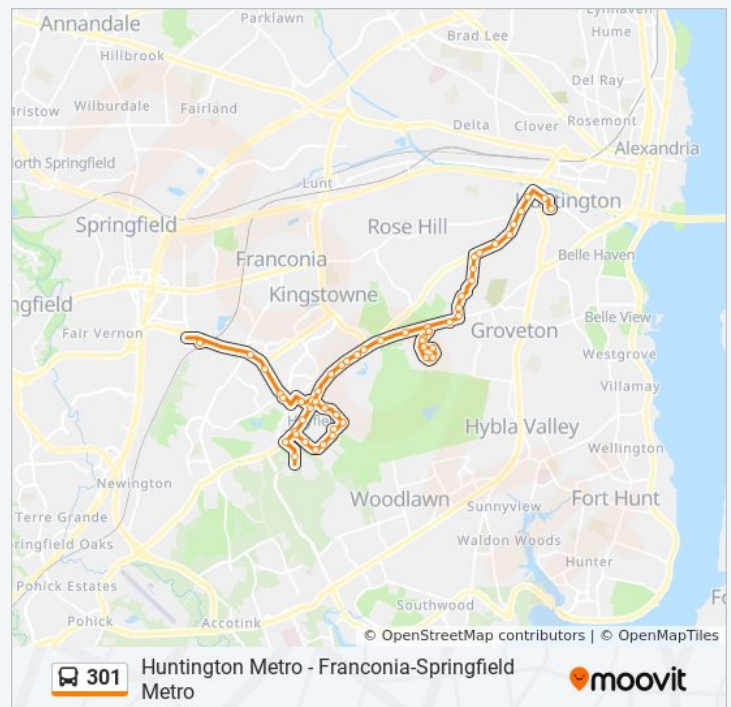 Annandale
Parklawn
Brad Lee
Hume
Hillbrook
Del Ray
Bristow
Wilburdale
Fairland
Delta
Clover
Rosemont
Alexandria
orth Springfield
Lunt
Springfield
Rose Hill
Franconia
Belle Haven
Kingstowne
ngfield
Belle View
Fair Vernon
Groveton
Westgrove
Villamay
Hybla Valley
Wellington
Newington
Woodlawn
Sunnyview
Fort Hunt
Terre Grande
Waldon Woods
ringfield Oaks
Hunter
Pohick Estates
Southwood
Pohick
Accotink
© OpenStreetMap contributors | © OpenMapTiles
301
Huntington Metro - Franconia-Springfield
Metro
moovit